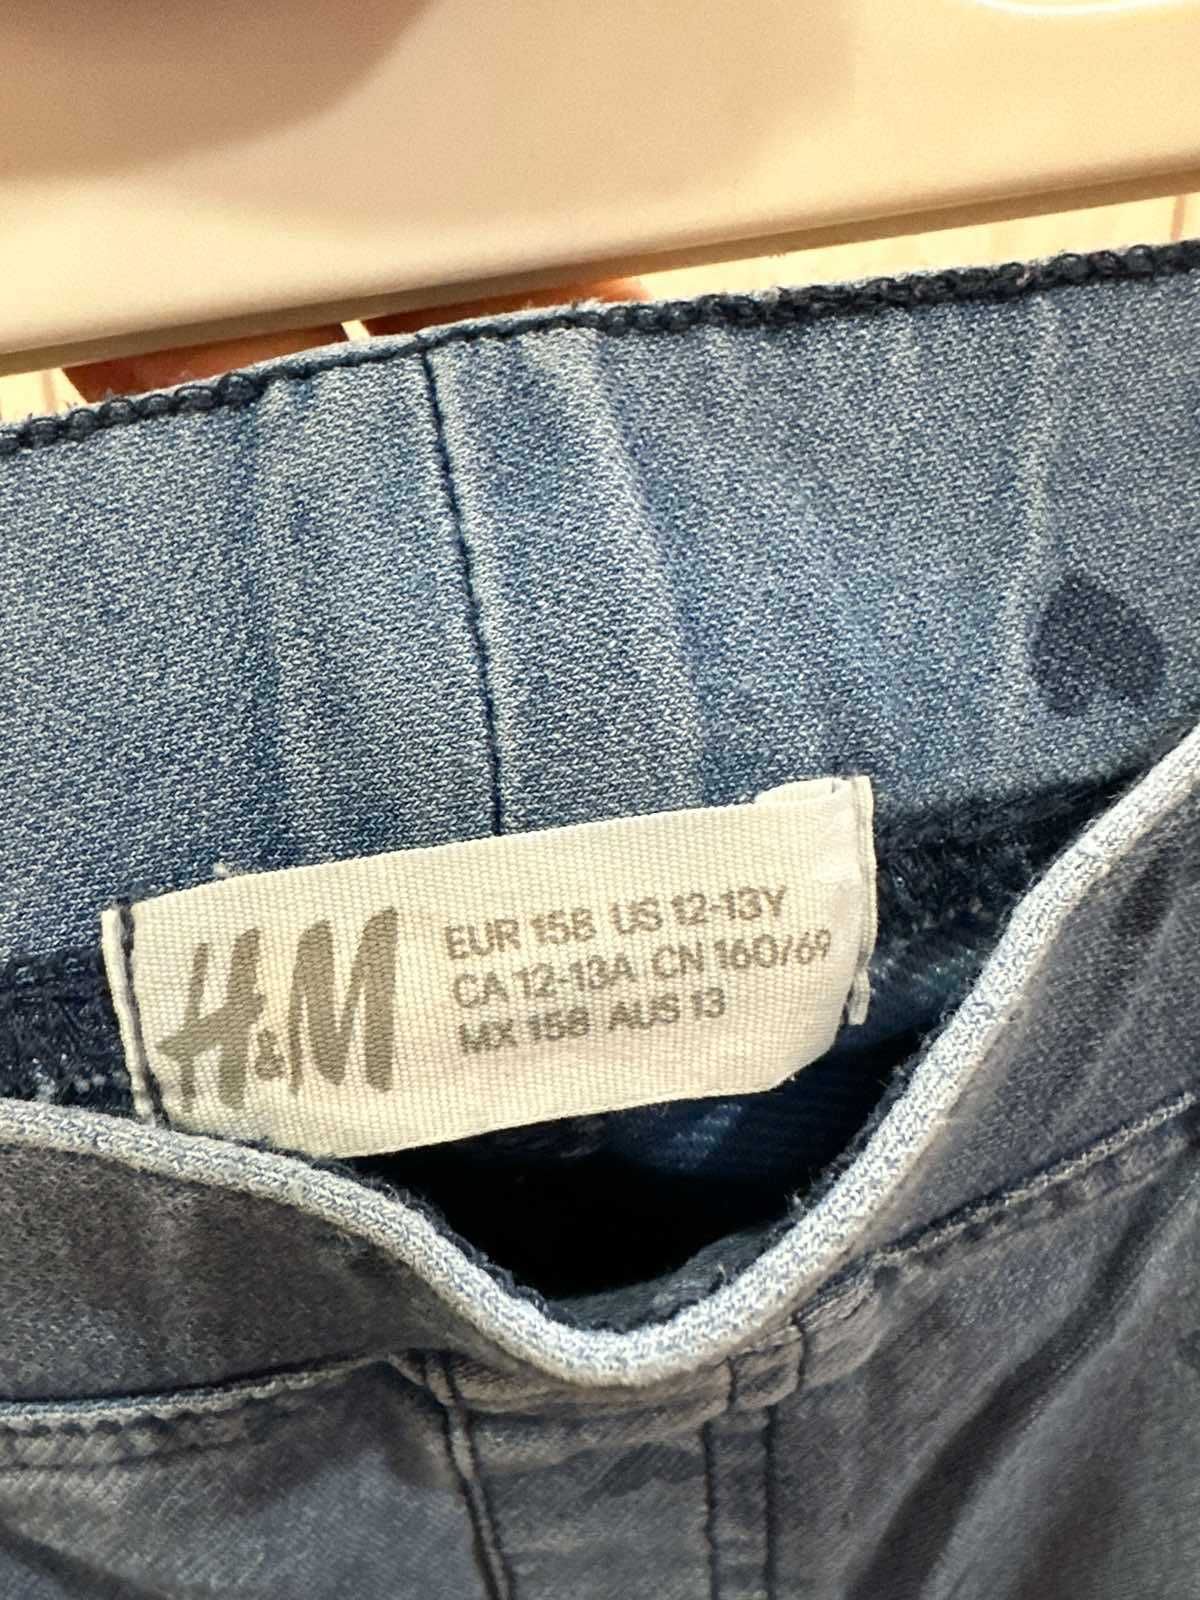 H&M
EUR 158 US 12-13Y
CA 12-13A CN 160/69
MX 158 AUS 13